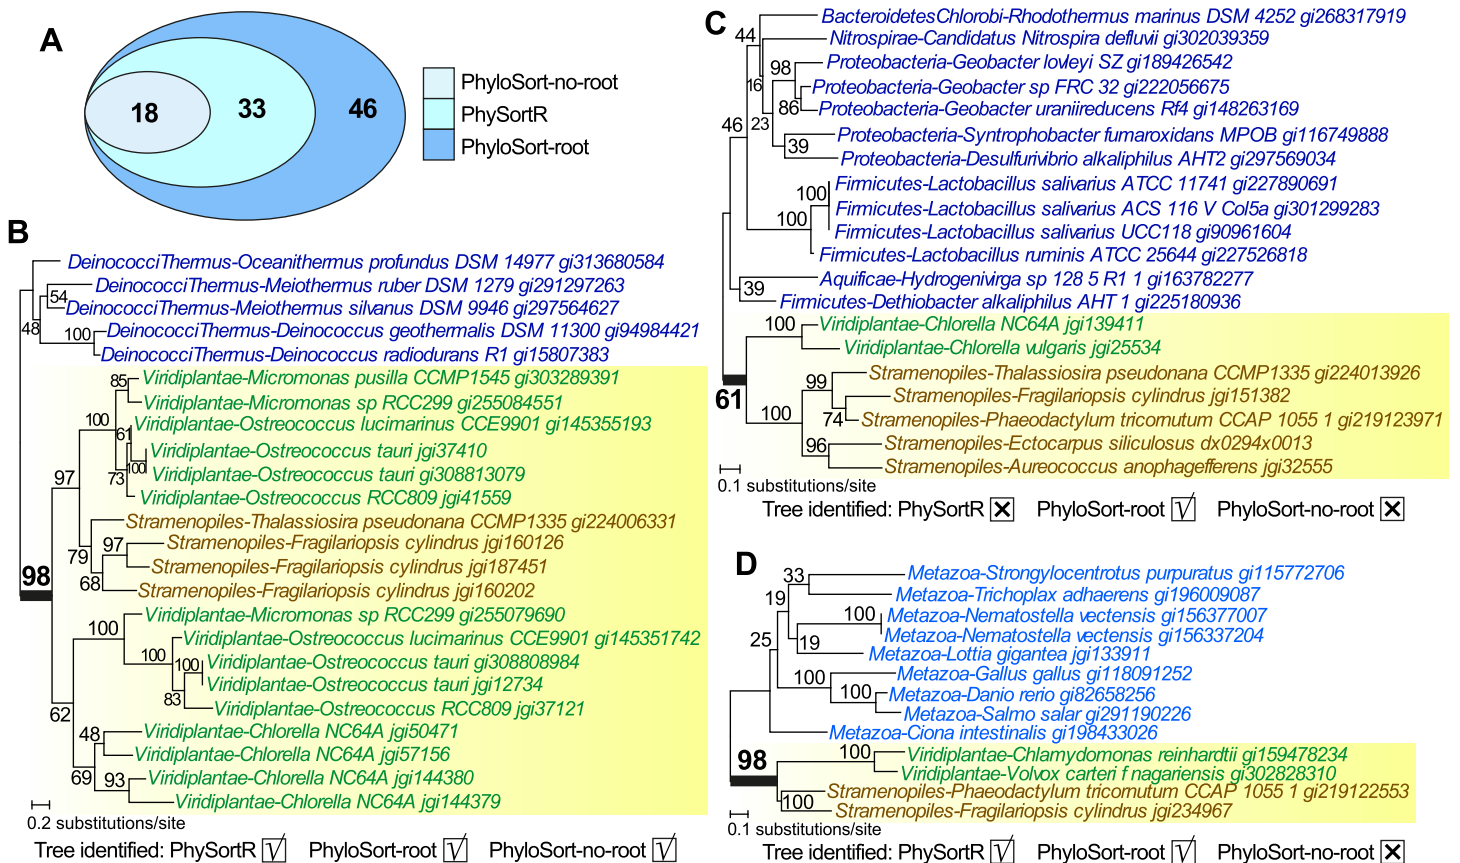 A
18
33
46
PhyloSort-no-root
PhySortR
PhyloSort-root
B
DeinococciThermus-Oceanithermus profundus DSM 14977 gi313680584
DeinococciThermus-Meiothermus ruber DSM 1279 gi291297263
54
DeinococciThermus-Meiothermus silvanus DSM 9946 gi297564627
48
100
DeinococciThermus-Deinococcus geothermalis DSM 11300 gi94984421
DeinococciThermus-Deinococcus radiodurans R1 gi15807383
85
Viridiplantae-Micromonas pusilla CCMP1545 gi303289391
Viridiplantae-Micromonas sp RCC299 gi255084551
100
Viridiplantae-Ostreococcus lucimarinus CCE9901 gi145355193
61
Viridiplantae-Ostreococcus tauri jgi37410
100
73
Viridiplantae-Ostreococcus tauri gi308813079
Viridiplantae-Ostreococcus RCC809 jgi41559
97
Stramenopiles-Thalassiosira pseudonana CCMP1335 gi224006331
97
Stramenopiles-Fragilariopsis cylindrus jgi160126
79
Stramenopiles-Fragilariopsis cylindrus jgi187451
68
Stramenopiles-Fragilariopsis cylindrus jgi160202
98
Viridiplantae-Micromonas sp RCC299 gi255079690
100
Viridiplantae-Ostreococcus lucimarinus CCE9901 gi145351742
100
100
Viridiplantae-Ostreococcus tauri gi308808984
Viridiplantae-Ostreococcus tauri jgi12734
83
Viridiplantae-Ostreococcus RCC809 jgi37121
62
48
Viridiplantae-Chlorella NC64A jgi50471
Viridiplantae-Chlorella NC64A jgi57156
69
93
Viridiplantae-Chlorella NC64A jgi144380
Viridiplantae-Chlorella NC64A jgi144379
0.2 substitutions/site
Tree identified: PhySortR √ PhyloSort-root √ PhyloSort-no-root √
C
BacteroidetesChlorobi-Rhodothermus marinus DSM 4252 gi268317919
44
Nitrospirae-Candidatus Nitrospira defluvii gi302039359
98
Proteobacteria-Geobacter lovleyi SZ gi189426542
16
Proteobacteria-Geobacter sp FRC 32 gi222056675
86
Proteobacteria-Geobacter uraniireducens Rf4 gi148263169
46
23
Proteobacteria-Syntrophobacter fumaroxidans MPOB gi116749888
39
Proteobacteria-Desulfurivibrio alkaliphilus AHT2 gi297569034
100
Firmicutes-Lactobacillus salivarius ATCC 11741 gi227890691
100
Firmicutes-Lactobacillus salivarius ACS 116 V Col5a gi301299283
Firmicutes-Lactobacillus salivarius UCC118 gi90961604
Firmicutes-Lactobacillus ruminis ATCC 25644 gi227526818
Aquificae-Hydrogenivirga sp 128 5 R1 1 gi163782277
39
Firmicutes-Dethiobacter alkaliphilus AHT 1 gi225180936
100
Viridiplantae-Chlorella NC64A jgi139411
Viridiplantae-Chlorella vulgaris jgi25534
99
Stramenopiles-Thalassiosira pseudonana CCMP1335 gi224013926
61
Stramenopiles-Fragilariopsis cylindrus jgi151382
100
74
Stramenopiles-Phaeodactylum tricornutum CCAP 1055 1 gi219123971
96
Stramenopiles-Ectocarpus siliculosus dx0294x0013
Stramenopiles-Aureococcus anophagefferens jgi32555
0.1 substitutions/site
Tree identified: PhySortR × PhyloSort-root √ PhyloSort-no-root ×
D
33
Metazoa-Strongylocentrotus purpuratus gi115772706
19
Metazoa-Trichoplax adhaerens gi196009087
100
Metazoa-Nematostella vectensis gi156377007
25
Metazoa-Nematostella vectensis gi156337204
19
Metazoa-Lottia gigantea jgi133911
100
Metazoa-Gallus gallus gi118091252
100
Metazoa-Danio rerio gi82658256
Metazoa-Salmo salar gi291190226
Metazoa-Ciona intestinalis gi198433026
98
100
Viridiplantae-Chlamydomonas reinhardtii gi159478234
Viridiplantae-Volvox carteri f nagariensis gi302828310
Stramenopiles-Phaeodactylum tricornutum CCAP 1055 1 gi219122553
100
Stramenopiles-Fragilariopsis cylindrus jgi234967
0.1 substitutions/site
Tree identified: PhySortR √ PhyloSort-root √ PhyloSort-no-root ×